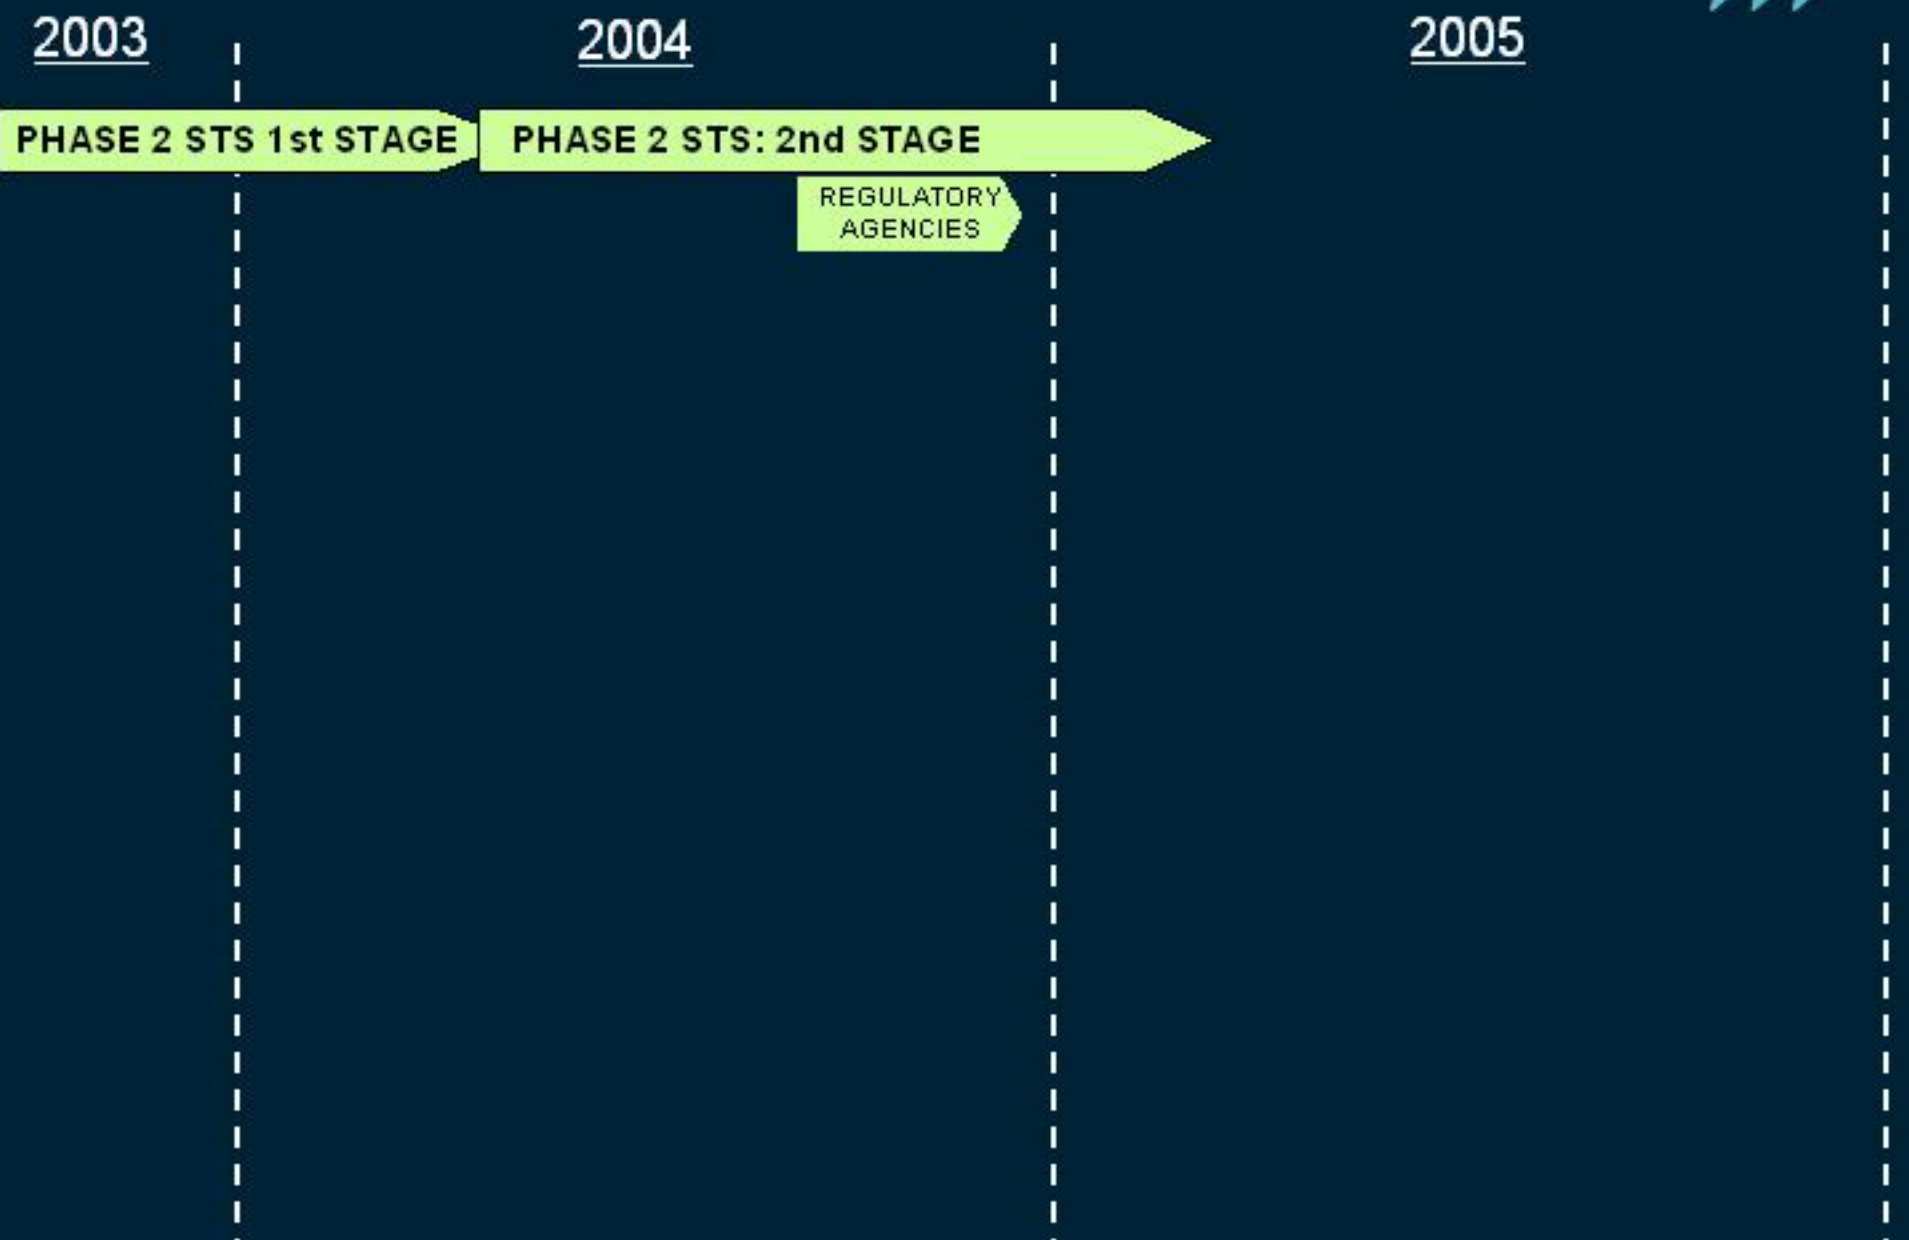 2003
2004
2005
PHASE 2 STS 1st STAGE
PHASE 2 STS: 2nd STAGE
REGULATORY
AGENCIES